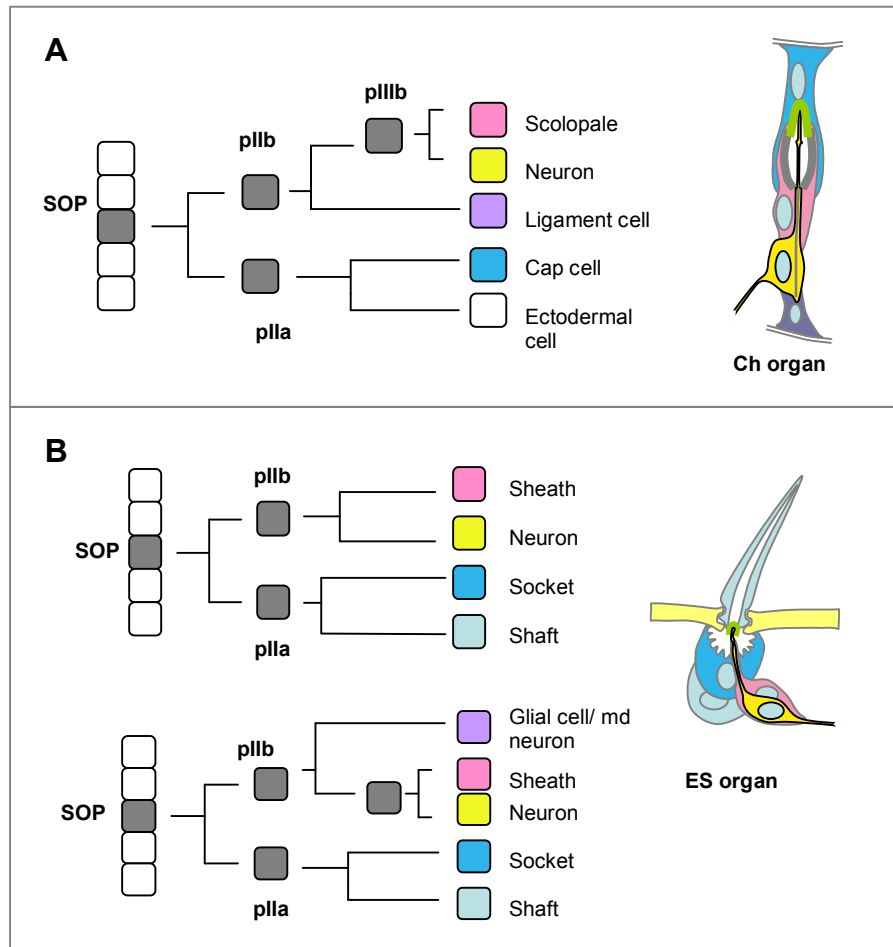 A
pIIIb
pIIb
SOP
Scolopale
Neuron
Ligament cell
Cap cell
Ectodermal
cell
pIIa
Ch organ
B
pIIb
SOP
Sheath
Neuron
Socket
Shaft
pIIa
Glial cell/ md
neuron
pIIb
SOP
Sheath
Neuron
Socket
Shaft
pIIa
ES organ